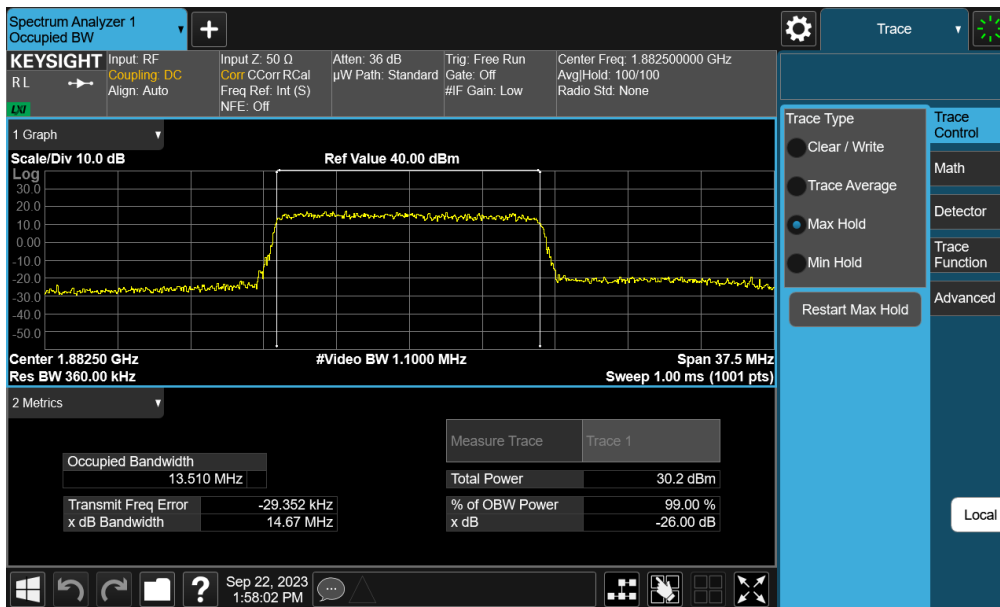 Spectrum Analyzer 1
Occupied BW
+
Trace
KEYSIGHT
R L
LXI
Input: RF
Coupling: DC
Align: Auto
Input Z: 50 Ω
Corr CCorr RCal
Freq Ref: Int (S)
NFE: Off
Atten: 36 dB
µW Path: Standard
Trig: Free Run
Gate: Off
#IF Gain: Low
Center Freq: 1.882500000 GHz
Avg|Hold: 100/100
Radio Std: None
1 Graph
Scale/Div 10.0 dB
Ref Value 40.00 dBm
Log
30.0
20.0
10.0
0.00
-10.0
-20.0
-30.0
-40.0
-50.0
Center 1.88250 GHz
#Video BW 1.1000 MHz
Span 37.5 MHz
Res BW 360.00 kHz
Sweep 1.00 ms (1001 pts)
2 Metrics
Measure Trace
Trace 1
Occupied Bandwidth
13.510 MHz
Total Power
30.2 dBm
Transmit Freq Error
-29.352 kHz
% of OBW Power
99.00 %
x dB Bandwidth
14.67 MHz
x dB
-26.00 dB
Trace Type
Clear / Write
Trace Average
Max Hold
Min Hold
Restart Max Hold
Trace
Control
Math
Detector
Trace
Function
Advanced
Local
?
Sep 22, 2023
1:58:02 PM